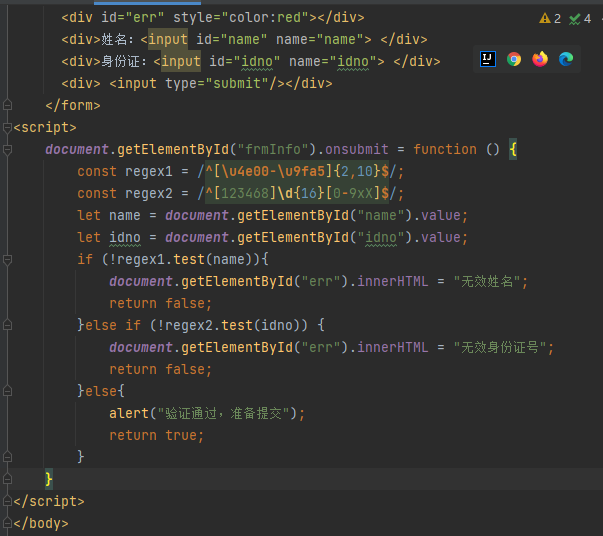 <div id="err" style="color:red"></div>
2 4
<div>姓名：<input id="name" name="name"> </div>
<div>身份证：<input id="idno" name="idno"> </div>
<div> <input type="submit"/></div>
</form>
<script>
document.getElementById("frmInfo").onsubmit = function () {
const regex1 = /^[\u4e00-\u9fa5]{2,10}$/;
const regex2 = /^[123468]\d{16}[0-9xX]$/;
let name = document.getElementById("name").value;
let idno = document.getElementById("idno").value;
if (!regex1.test(name)){
document.getElementById("err").innerHTML = "无效姓名";
return false;
}else if (!regex2.test(idno)) {
document.getElementById("err").innerHTML = "无效身份证号";
return false;
}else{
alert("验证通过，准备提交");
return true;
}
}
</script>
</body>